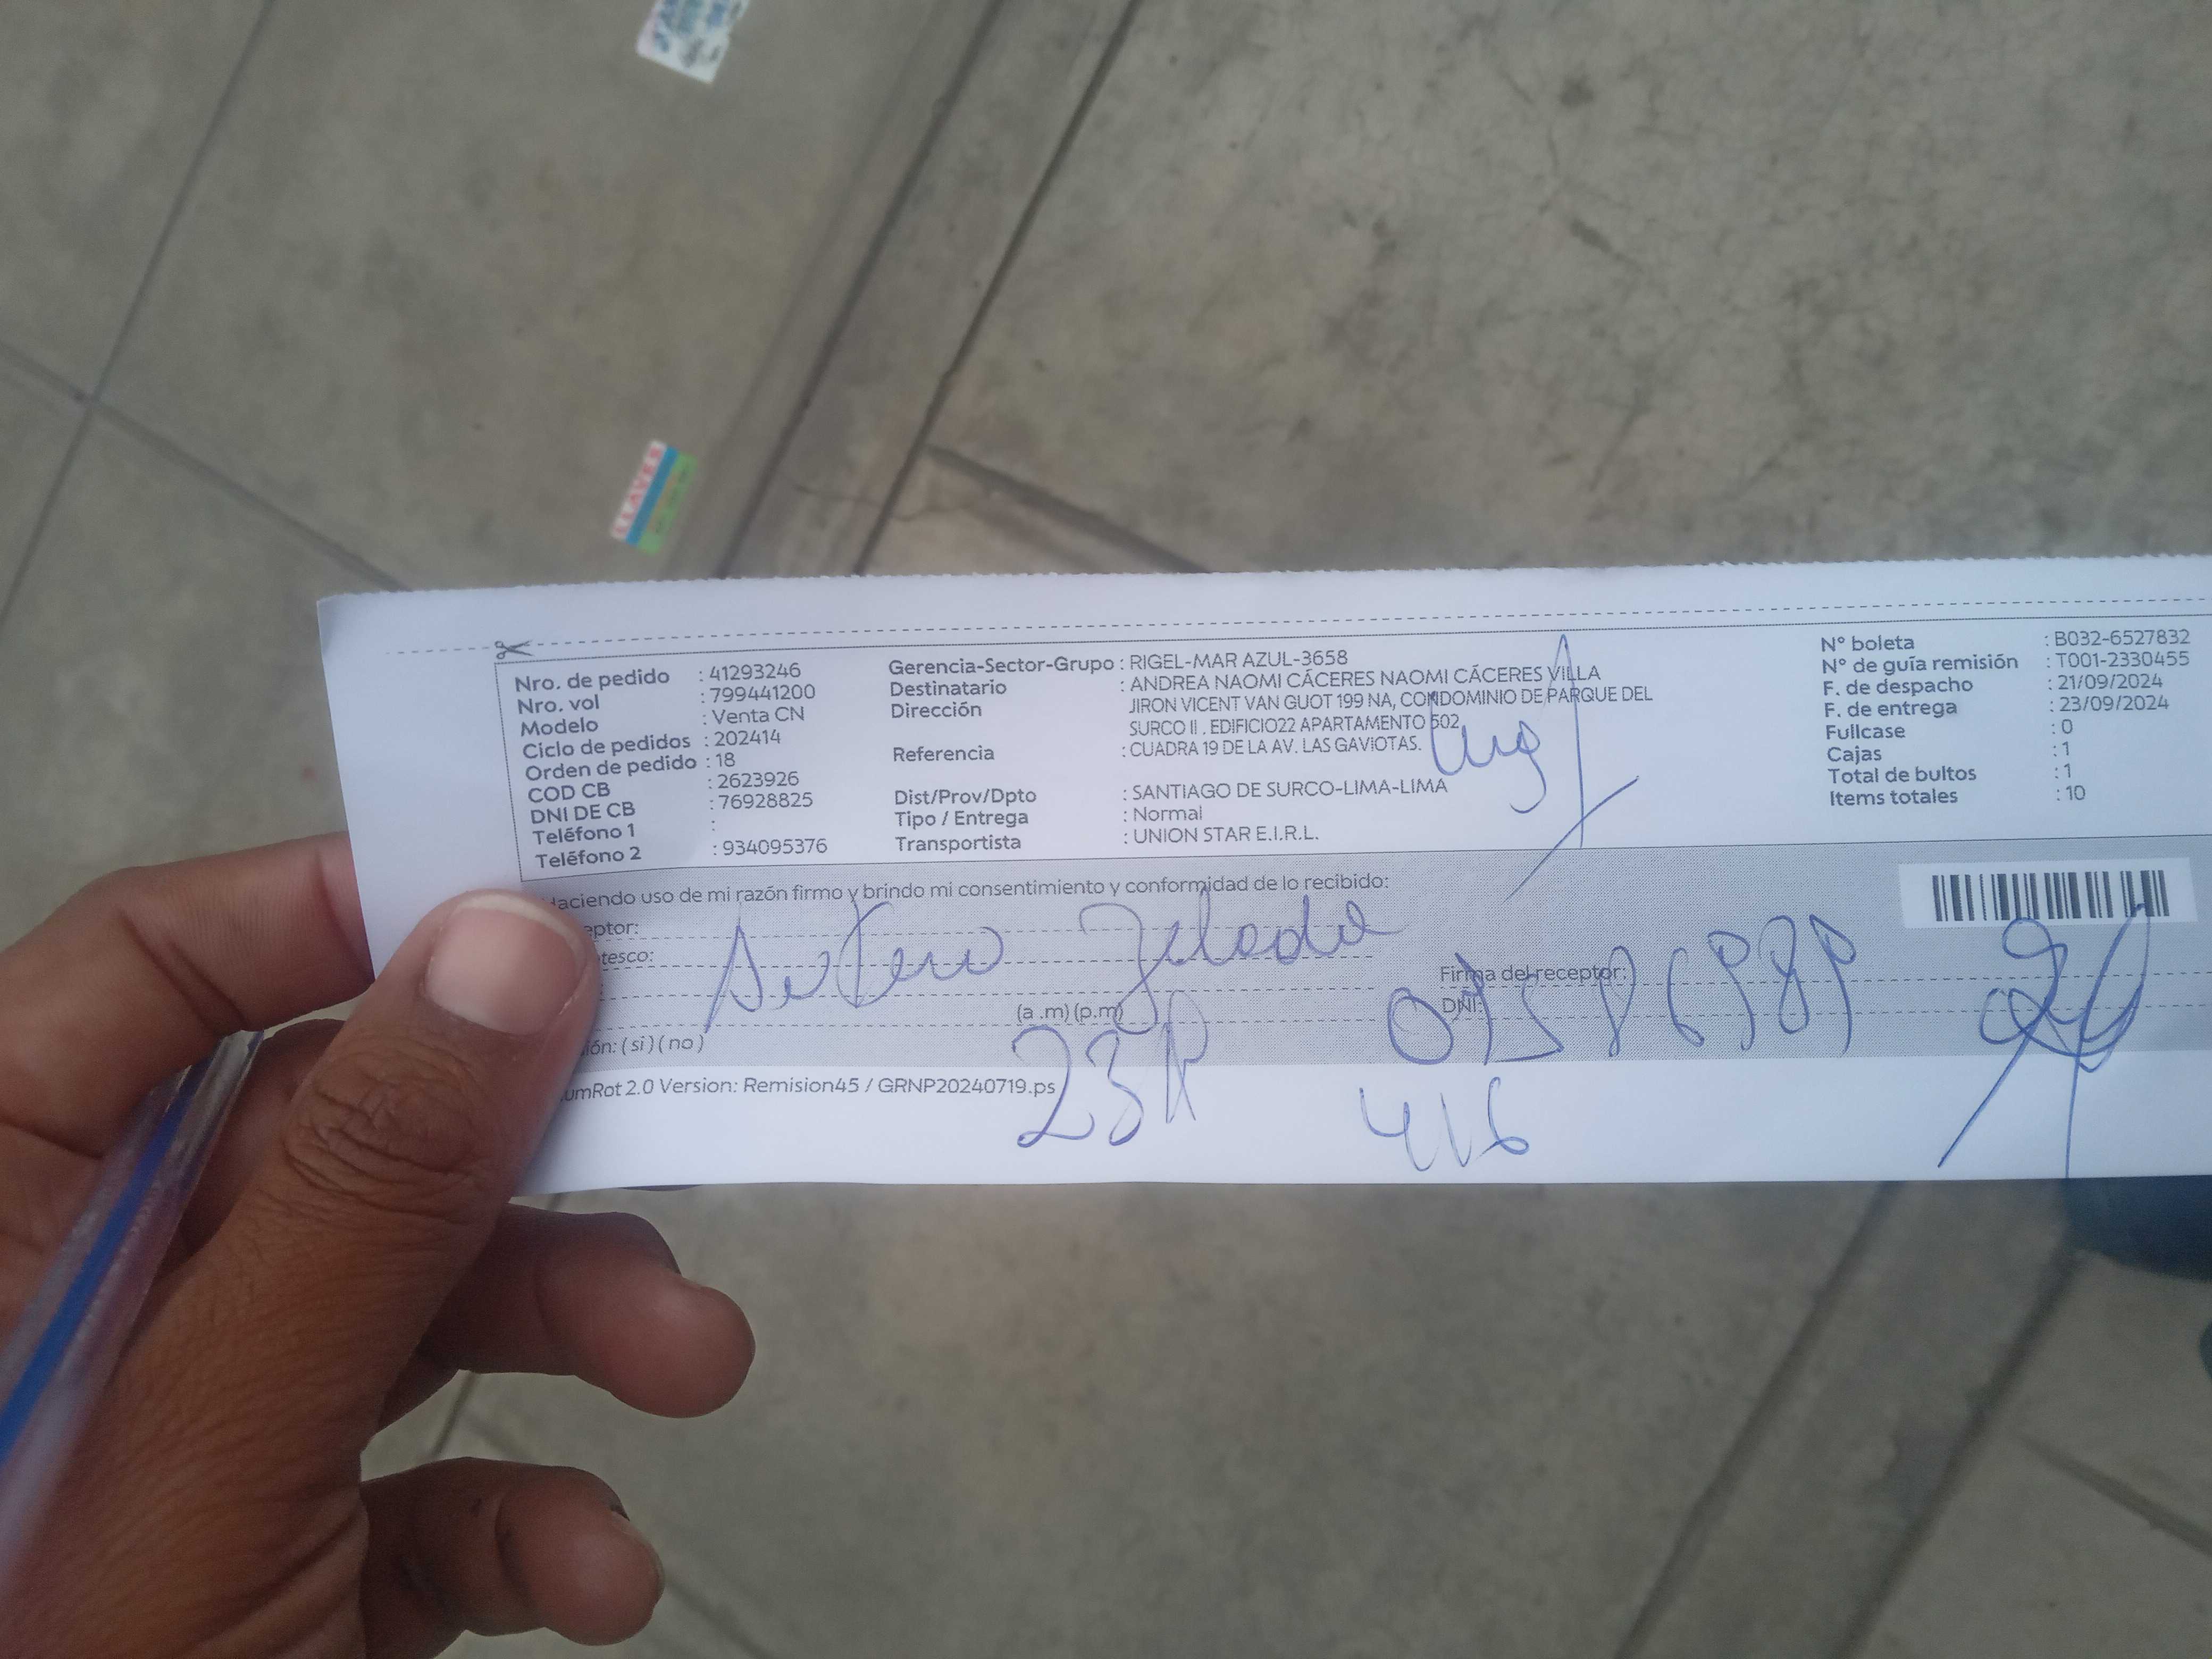 LLAVES
Nro. de pedido : 41293246
Nro. vol : 799441200
Modelo : Venta CN
Ciclo de pedidos : 202414
Orden de pedido : 18
COD CB : 2623926
DNI DE CB : 76928825
Teléfono 1 :
Teléfono 2 : 934095376
Gerencia-Sector-Grupo : RIGEL-MAR AZUL-3658
Destinatario : ANDREA NAOMI CÁCERES NAOMI CÁCERES VILLA
Dirección JIRON VICENT VAN GUOT 199 NA, CONDOMINIO DE PARQUE DEL
SURCO II . EDIFICIO22 APARTAMENTO 502
Referencia : CUADRA 19 DE LA AV. LAS GAVIOTAS.
Dist/Prov/Dpto : SANTIAGO DE SURCO-LIMA-LIMA
Tipo / Entrega : Normal
Transportista : UNION STAR E.I.R.L.
N° boleta : B032-6527832
N° de guía remisión : T001-2330455
F. de despacho : 21/09/2024
F. de entrega : 23/09/2024
Fullcase : 0
Cajas : 1
Total de bultos : 1
Items totales : 10
Haciendo uso de mi razón firmo y brindo mi consentimiento y conformidad de lo recibido:
eptor:
tesco:
Firma del receptor:
(a .m) (p.m)
DNI:
ión: ( si ) ( no )
umRot 2.0 Version: Remision45 / GRNP20240719.ps